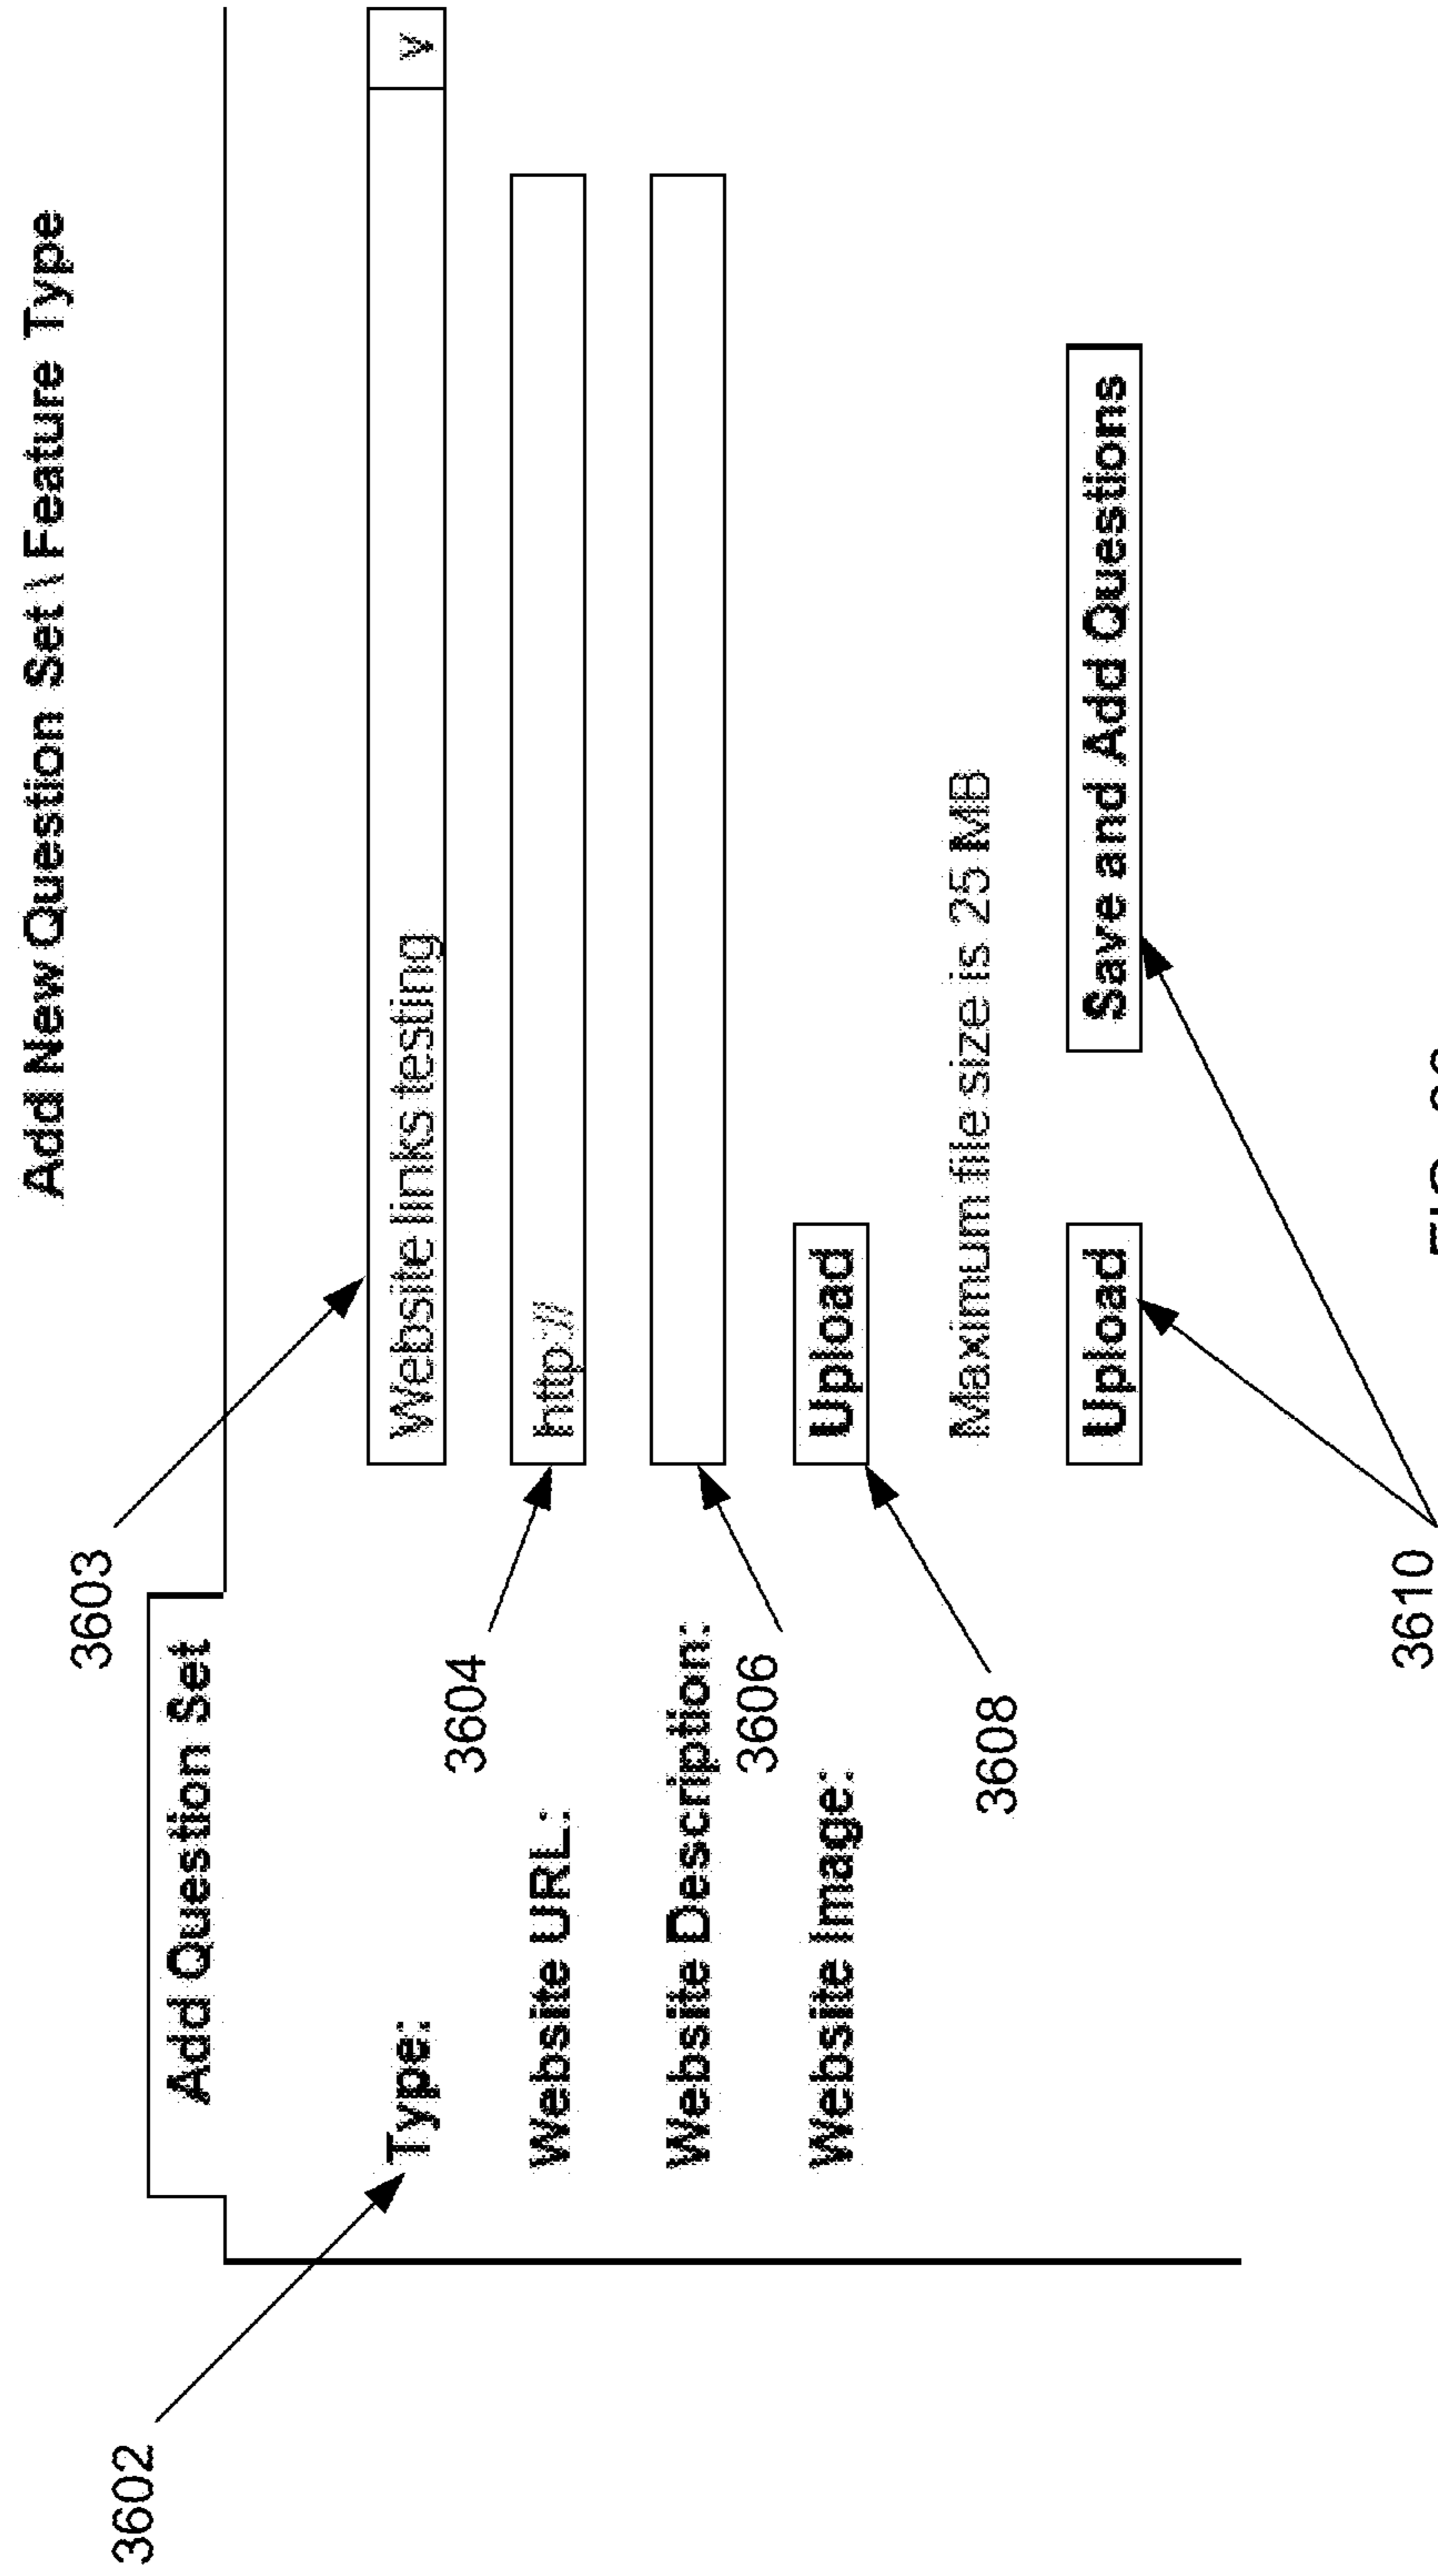 Add New Question Set \ Feature Type
3603
Add Question Set
3602
Type:
Website links testing
v
3604
Website URL:
http://
Website Description:
3606
Website Image:
Upload
3608
Maximum file size is 25 MB
Upload
Save and Add Questions
3610